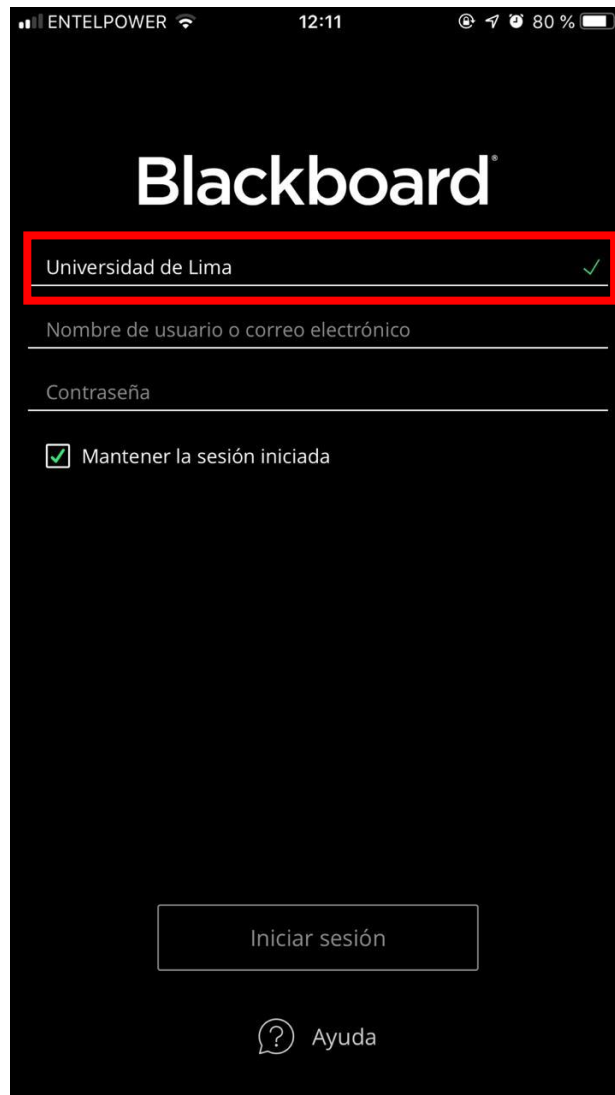 ENTELPOWER 12:11 80 %
Blackboard®
Universidad de Lima
Nombre de usuario o correo electrónico
Contraseña
Mantener la sesión iniciada
Iniciar sesión
Ayuda